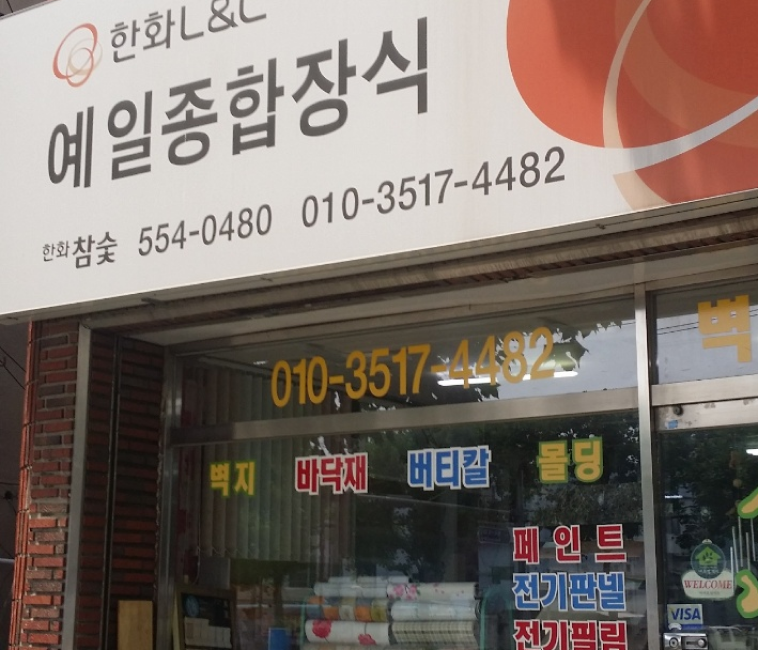 한화L&C
예일종합장식
한화참숯 554-0480 010-3517-4482
010-3517-4482
벽
벽지 바닥재 버티칼 몰딩
페인트
전기판넬
전기필림
WELCOME
VISA